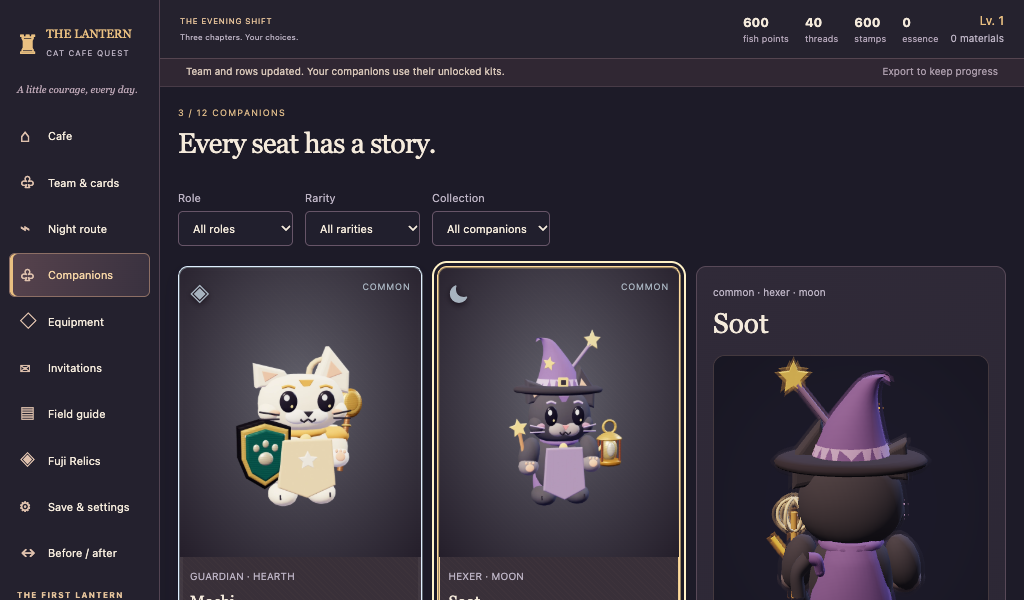 THE LANTERN
CAT CAFE QUEST
A little courage, every day.
Cafe
Team & cards
Night route
Companions
Equipment
Invitations
Field guide
Fuji Relics
Save & settings
Before / after
THE FIRST LANTERN
THE EVENING SHIFT
Three chapters. Your choices.
600
fish points
40
threads
600
stamps
0
essence
Lv. 1
0 materials
Team and rows updated. Your companions use their unlocked kits.
Export to keep progress
3 / 12 COMPANIONS
Every seat has a story.
Role
All roles
Rarity
All rarities
Collection
All companions
COMMON
GUARDIAN · HEARTH
Mochi
COMMON
HEXER · MOON
Soot
common · hexer · moon
Soot